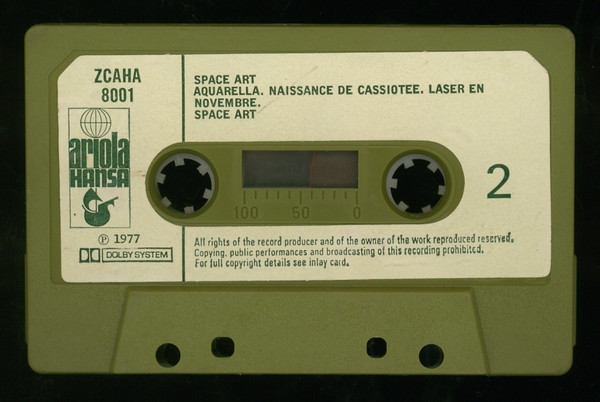 ZCAHA
8001
SPACE ART
AQUARELLA. NAISSANCE DE CASSIOTEE. LASER EN
NOVEMBRE.
SPACE ART
ariola
HANSA
100 50 0
2
℗ 1977
DOLBY SYSTEM
All rights of the record producer and of the owner of the work reproduced reserved.
Copying, public performances and broadcasting of this recording prohibited.
For full copyright details see inlay card.